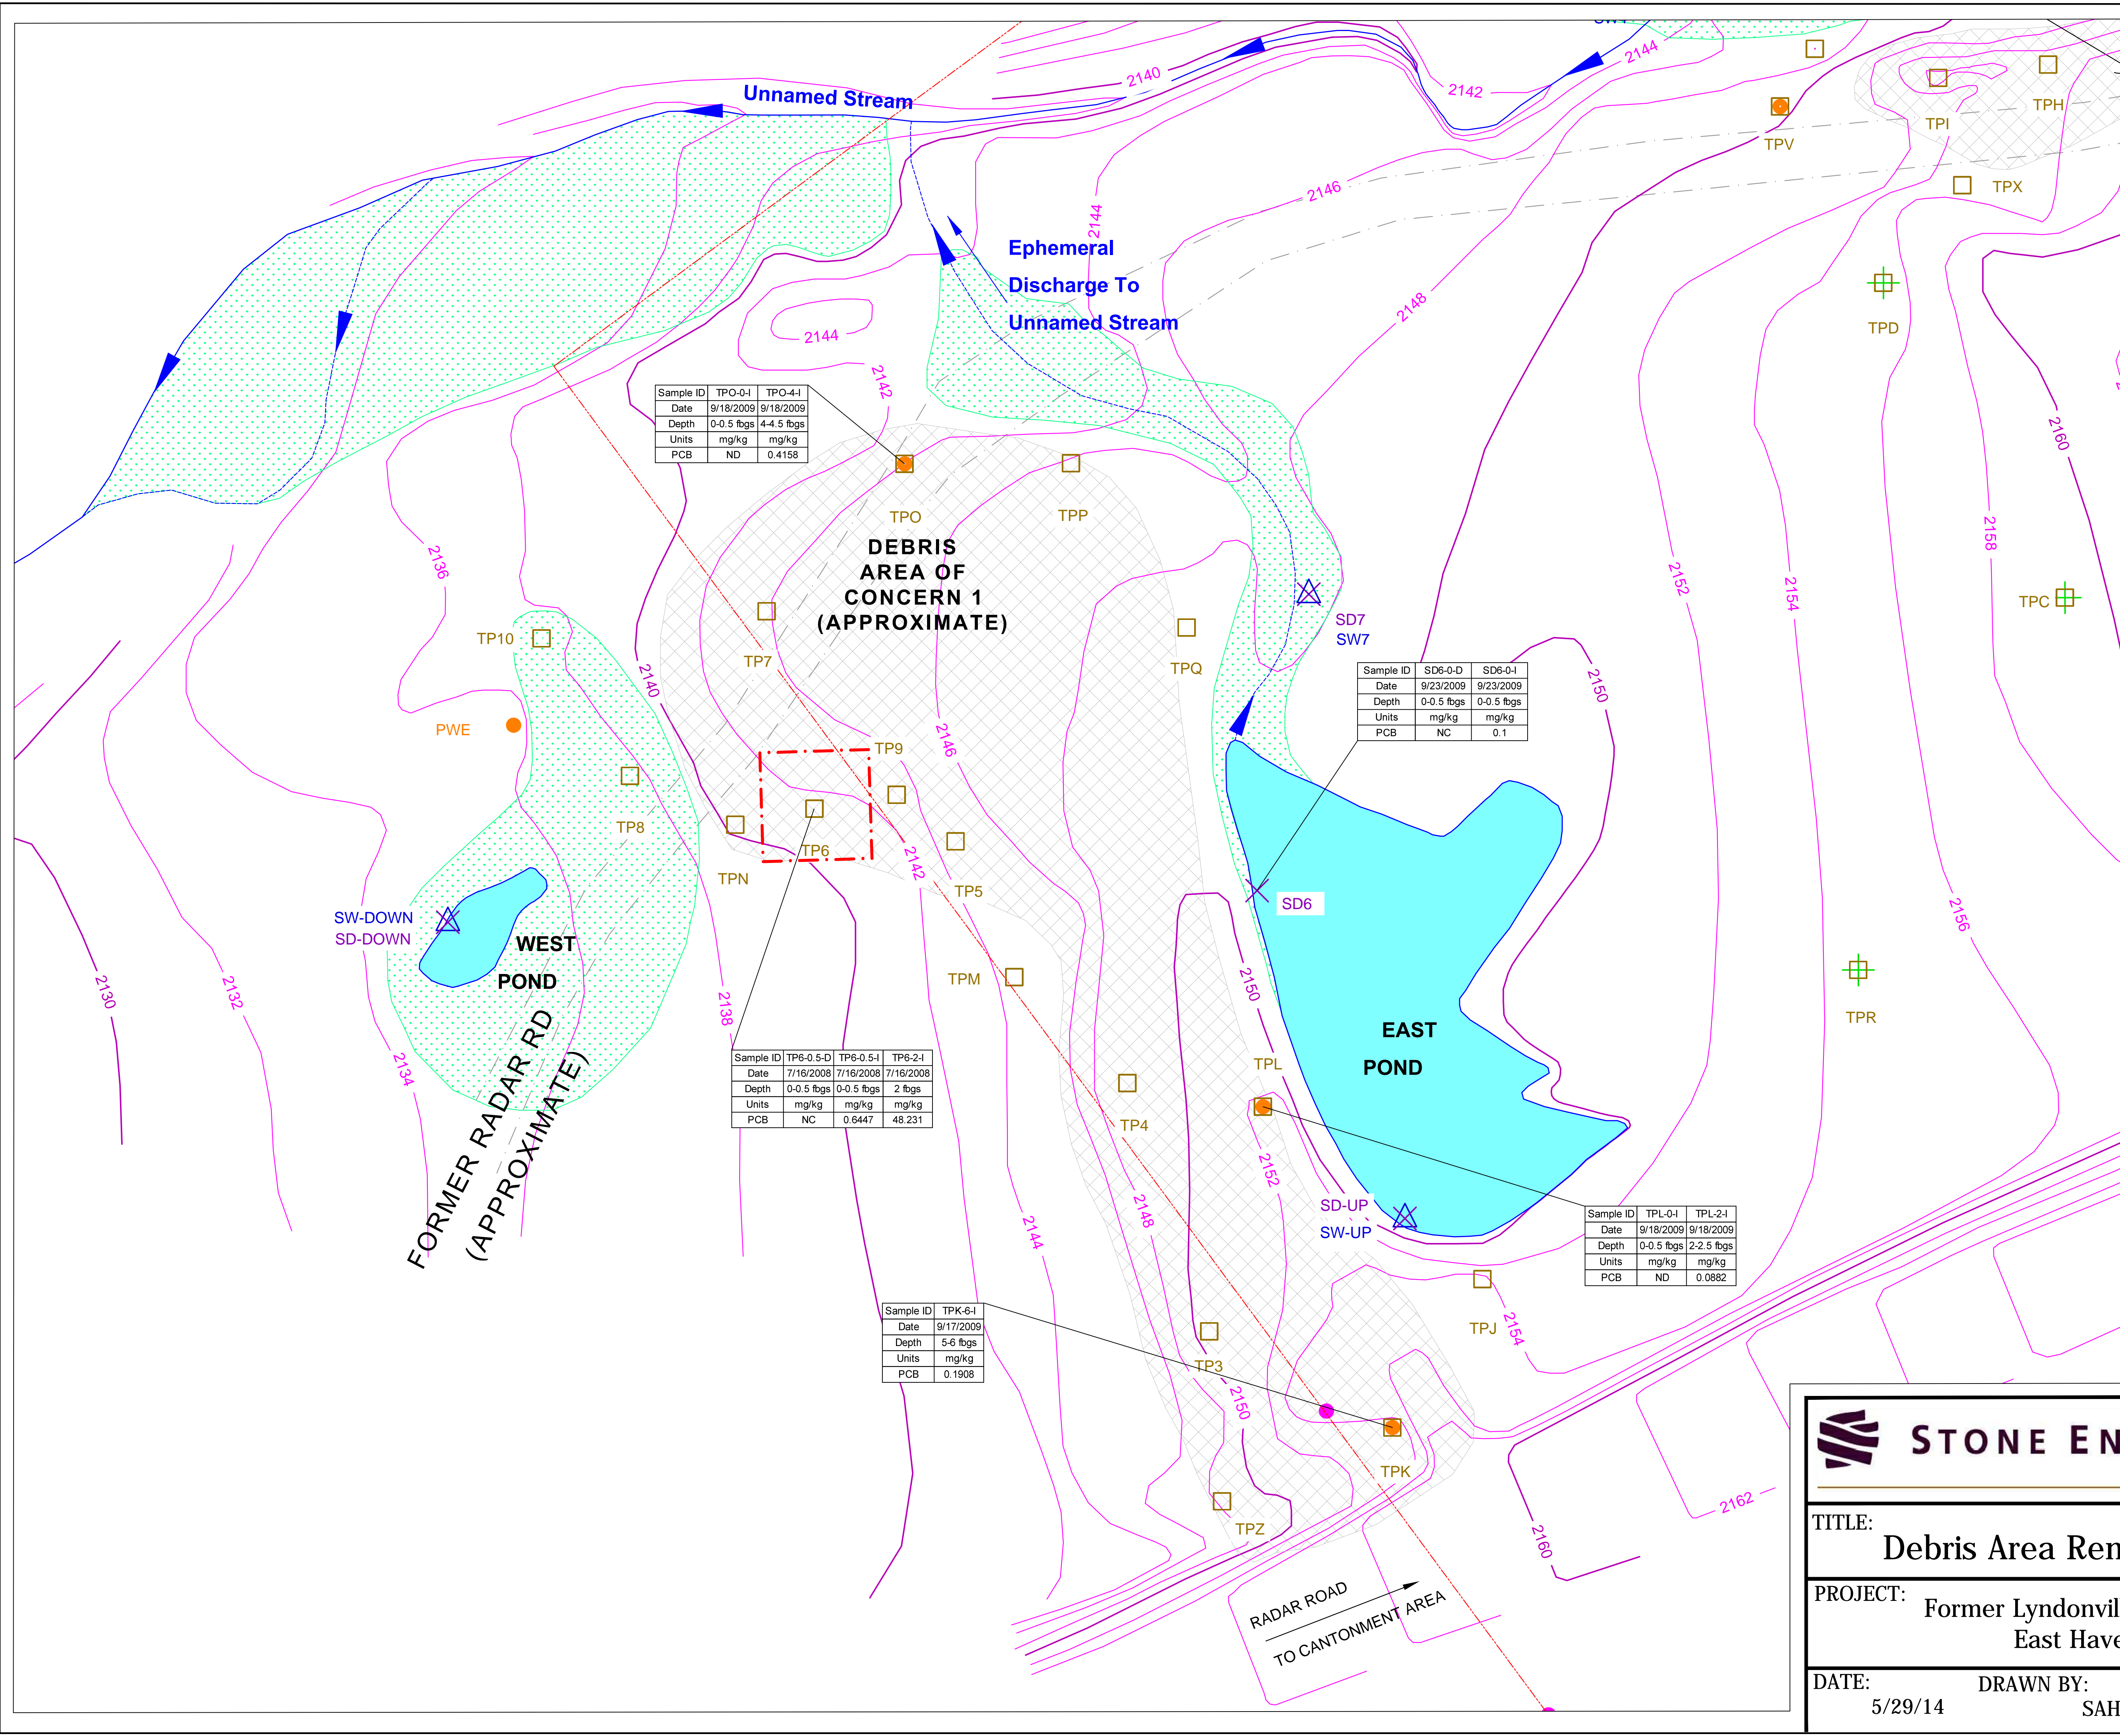 2144
2140
2142
Unnamed Stream
TPH
TPI
TPV
TPX
2146
2144
Ephemeral
Discharge To
Unnamed Stream
2148
TPD
2144
2142
Sample ID TPO-0-I TPO-4-I
Date 9/18/2009 9/18/2009
Depth 0-0.5 fbgs 4-4.5 fbgs
Units mg/kg mg/kg
PCB ND 0.4158
2160
TPO
TPP
DEBRIS
AREA OF
CONCERN 1
(APPROXIMATE)
2158
2136
2152
2154
TPC
SD7
SW7
TP10
TP7
TPQ
2140
Sample ID SD6-0-D SD6-0-I
Date 9/23/2009 9/23/2009
Depth 0-0.5 fbgs 0-0.5 fbgs
Units mg/kg mg/kg
PCB NC 0.1
2150
PWE
TP9
2146
TP8
TP6
2142
TPN
TP5
SD6
SW-DOWN
SD-DOWN
WEST
POND
2156
TPM
2130
2132
2138
2150
TPR
EAST
POND
2134
FORMER RADAR RD
(APPROXIMATE)
Sample ID TP6-0.5-D TP6-0.5-I TP6-2-I
Date 7/16/2008 7/16/2008 7/16/2008
Depth 0-0.5 fbgs 0-0.5 fbgs 2 fbgs
Units mg/kg mg/kg mg/kg
PCB NC 0.6447 48.231
TPL
TP4
2152
2148
2144
SD-UP
SW-UP
Sample ID TPL-0-I TPL-2-I
Date 9/18/2009 9/18/2009
Depth 0-0.5 fbgs 2-2.5 fbgs
Units mg/kg mg/kg
PCB ND 0.0882
TPJ
2154
Sample ID TPK-6-I
Date 9/17/2009
Depth 5-6 fbgs
Units mg/kg
PCB 0.1908
TP3
2150
TPK
TPZ
2162
2160
RADAR ROAD
TO CANTONMENT AREA
STONE EN
TITLE:
Debris Area Ren
PROJECT:
Former Lyndonvil
East Have
DATE:
5/29/14
DRAWN BY:
SAH